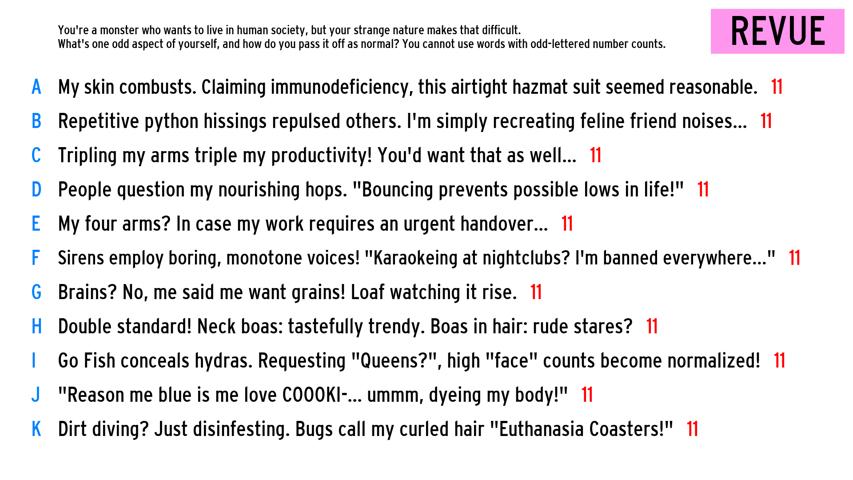 You're a monster who wants to live in human society, but your strange nature makes that difficult.
What's one odd aspect of yourself, and how do you pass it off as normal? You cannot use words with odd-lettered number counts.
REVUE
A My skin combusts. Claiming immunodeficiency, this airtight hazmat suit seemed reasonable. 11
B Repetitive python hissings repulsed others. I'm simply recreating feline friend noises... 11
C Tripling my arms triple my productivity! You'd want that as well... 11
D People question my nourishing hops. "Bouncing prevents possible lows in life!" 11
E My four arms? In case my work requires an urgent handover... 11
F Sirens employ boring, monotone voices! "Karaokeing at nightclubs? I'm banned everywhere..." 11
G Brains? No, me said me want grains! Loaf watching it rise. 11
H Double standard! Neck boas: tastefully trendy. Boas in hair: rude stares? 11
I Go Fish conceals hydras. Requesting "Queens?", high "face" counts become normalized! 11
J "Reason me blue is me love COOOKI-... ummm, dyeing my body!" 11
K Dirt diving? Just disinfesting. Bugs call my curled hair "Euthanasia Coasters!" 11